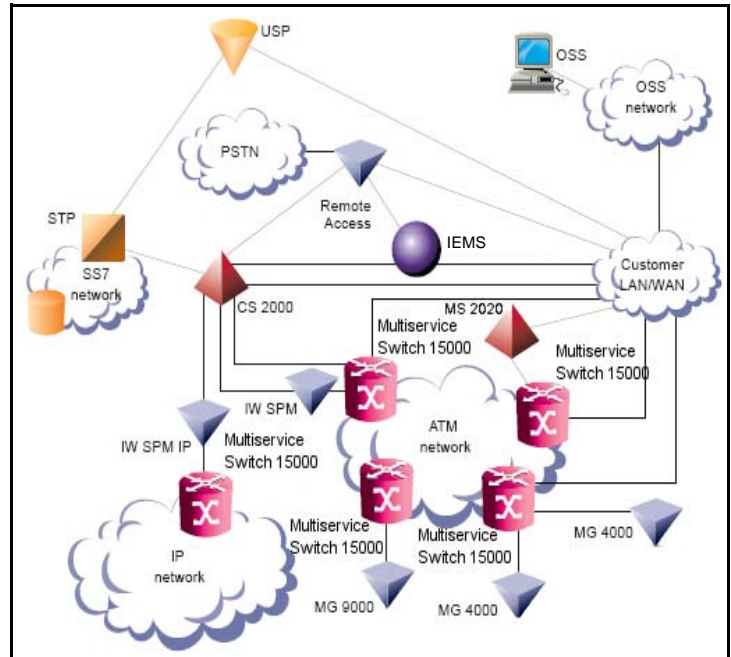 USP
OSS
OSS
network
PSTN
Remote
Access
IEMS
STP
SS7
network
CS 2000
Customer
LAN/WAN
MS 2020
Multiservice
Switch 15000
Multiservice
Switch 15000
IW SPM
ATM
network
IW SPM IP
Multiservice
Switch 15000
IP
network
Multiservice
Switch 15000
Multiservice
Switch 15000
MG 4000
MG 9000
MG 4000